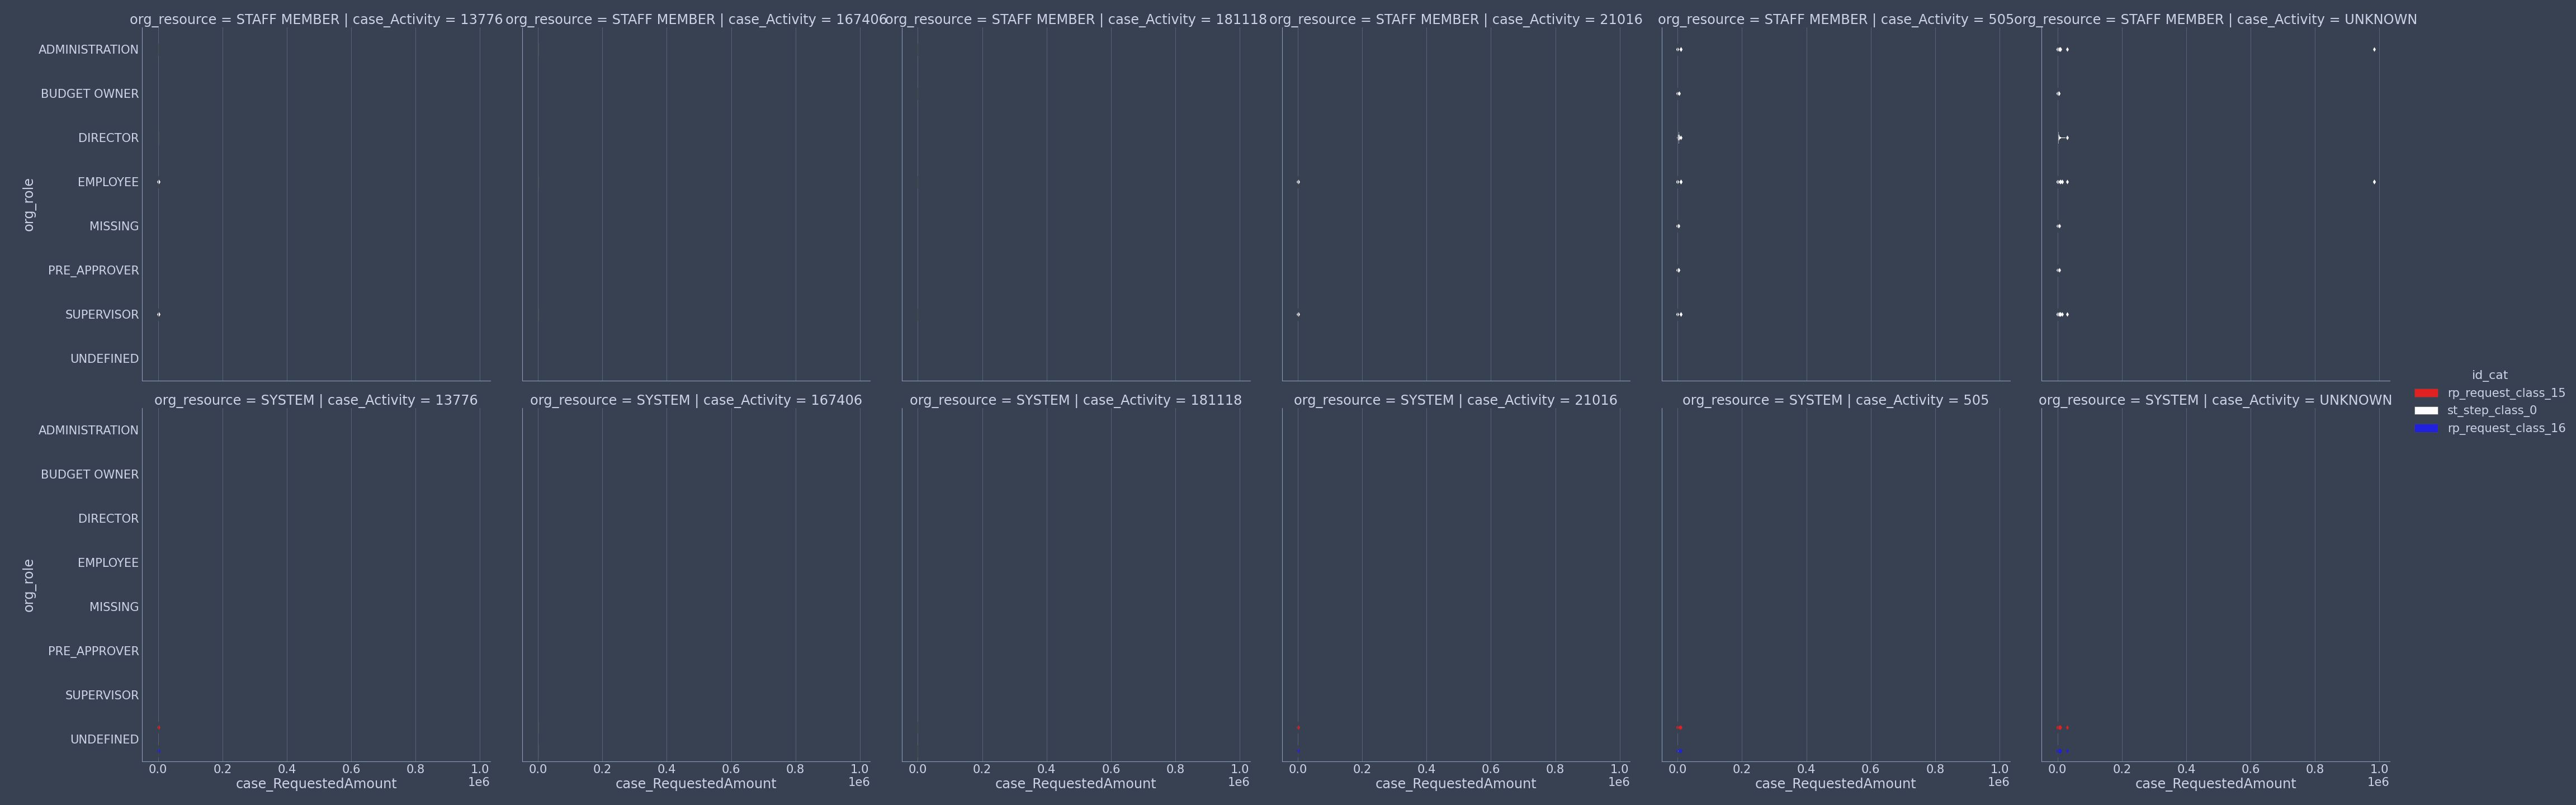 org_resource = STAFF MEMBER | case_Activity = 13776
org_resource = STAFF MEMBER | case_Activity = 167406
org_resource = STAFF MEMBER | case_Activity = 181118
org_resource = STAFF MEMBER | case_Activity = 21016
org_resource = STAFF MEMBER | case_Activity = 505
org_resource = STAFF MEMBER | case_Activity = UNKNOWN
org_role
ADMINISTRATION
BUDGET OWNER
DIRECTOR
EMPLOYEE
MISSING
PRE_APPROVER
SUPERVISOR
UNDEFINED
id_cat
rp_request_class_15
st_step_class_0
rp_request_class_16
org_resource = SYSTEM | case_Activity = 13776
org_resource = SYSTEM | case_Activity = 167406
org_resource = SYSTEM | case_Activity = 181118
org_resource = SYSTEM | case_Activity = 21016
org_resource = SYSTEM | case_Activity = 505
org_resource = SYSTEM | case_Activity = UNKNOWN
org_role
ADMINISTRATION
BUDGET OWNER
DIRECTOR
EMPLOYEE
MISSING
PRE_APPROVER
SUPERVISOR
UNDEFINED
0.0 0.2 0.4 0.6 0.8 1.0
1e6
case_RequestedAmount
0.0 0.2 0.4 0.6 0.8 1.0
1e6
case_RequestedAmount
0.0 0.2 0.4 0.6 0.8 1.0
1e6
case_RequestedAmount
0.0 0.2 0.4 0.6 0.8 1.0
1e6
case_RequestedAmount
0.0 0.2 0.4 0.6 0.8 1.0
1e6
case_RequestedAmount
0.0 0.2 0.4 0.6 0.8 1.0
1e6
case_RequestedAmount